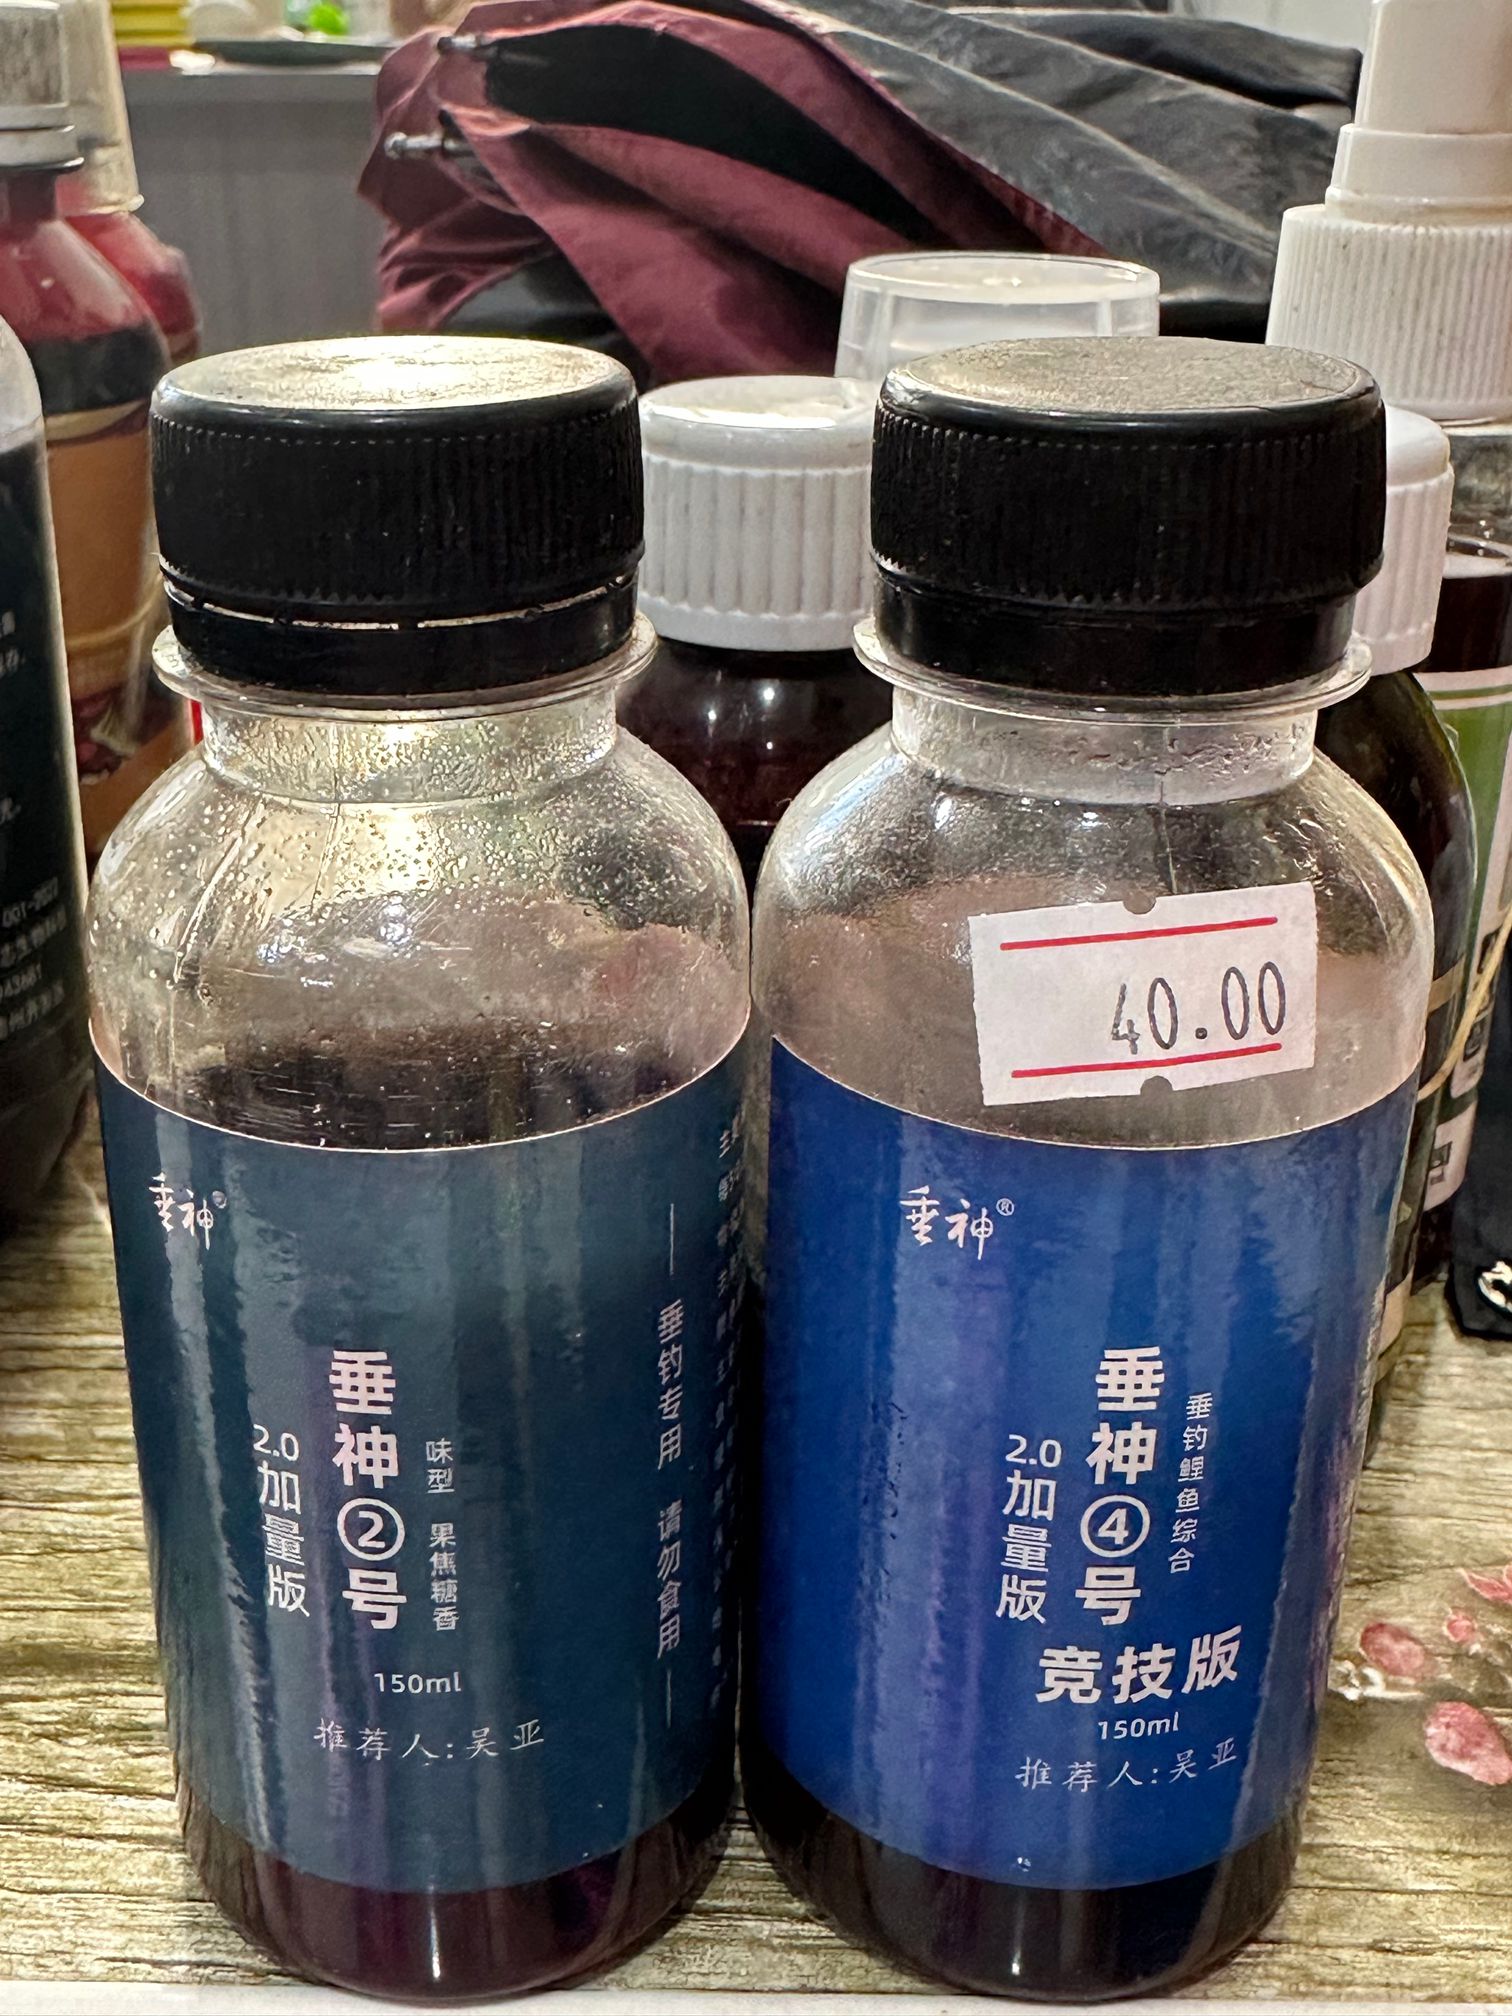 垂神®
2.0
加量版
垂神②号
味型 果焦糖香
150ml
推荐人:吴亚
垂钓专用 请勿食用
40.00
垂神®
2.0
加量版
垂神④号
垂钓鲤鱼综合
竞技版
150ml
推荐人:吴亚